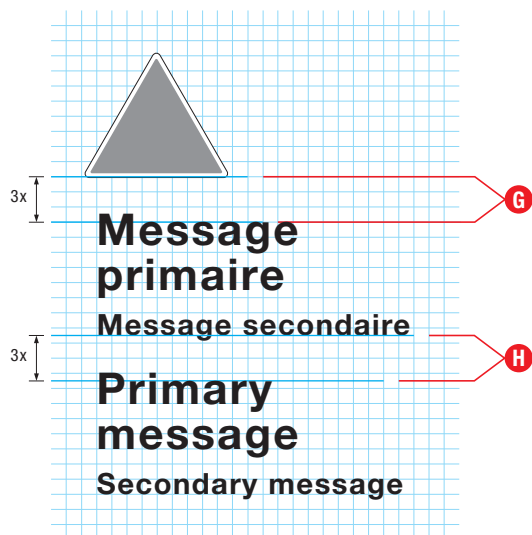 3x
G
Message
primaire
Message secondaire
3x
H
Primary
message
Secondary message